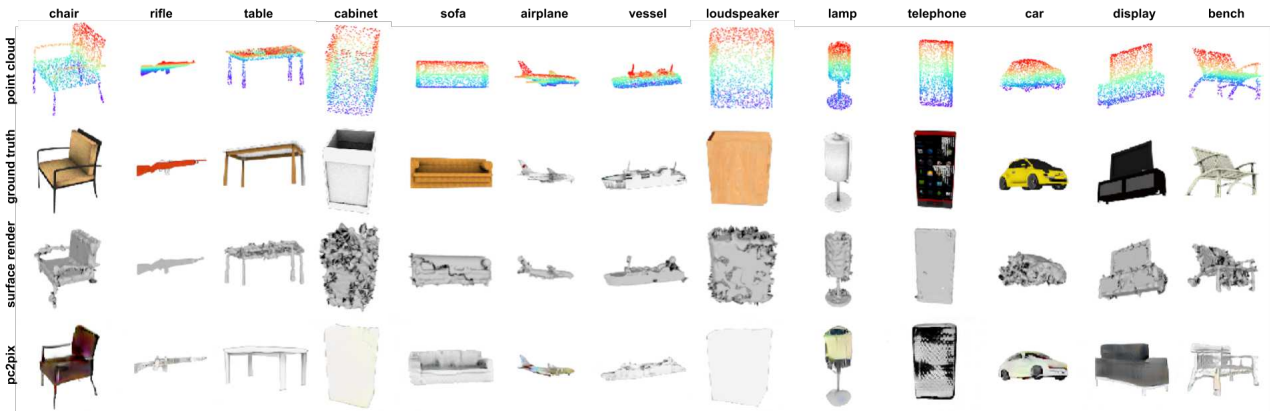 chair rifle table cabinet sofa airplane vessel loudspeaker lamp telephone car display bench
point cloud
ground truth
surface render
pc2pix